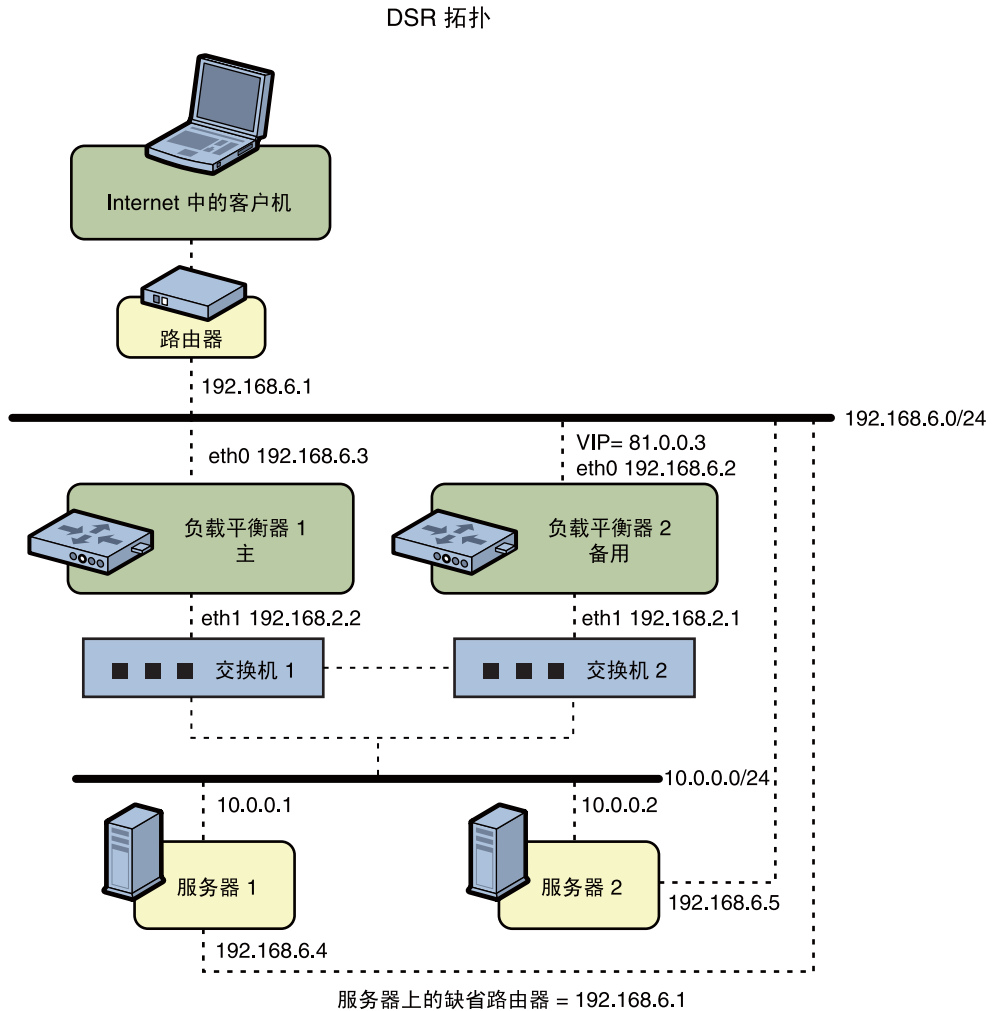 DSR 拓扑
Internet 中的客户机
路由器
192.168.6.1
192.168.6.0/24
eth0 192.168.6.3
VIP= 81.0.0.3
eth0 192.168.6.2
负载平衡器 1
主
负载平衡器 2
备用
eth1 192.168.2.2
eth1 192.168.2.1
交换机 1
交换机 2
10.0.0.0/24
10.0.0.1
10.0.0.2
服务器 1
服务器 2
192.168.6.5
192.168.6.4
服务器上的缺省路由器 = 192.168.6.1